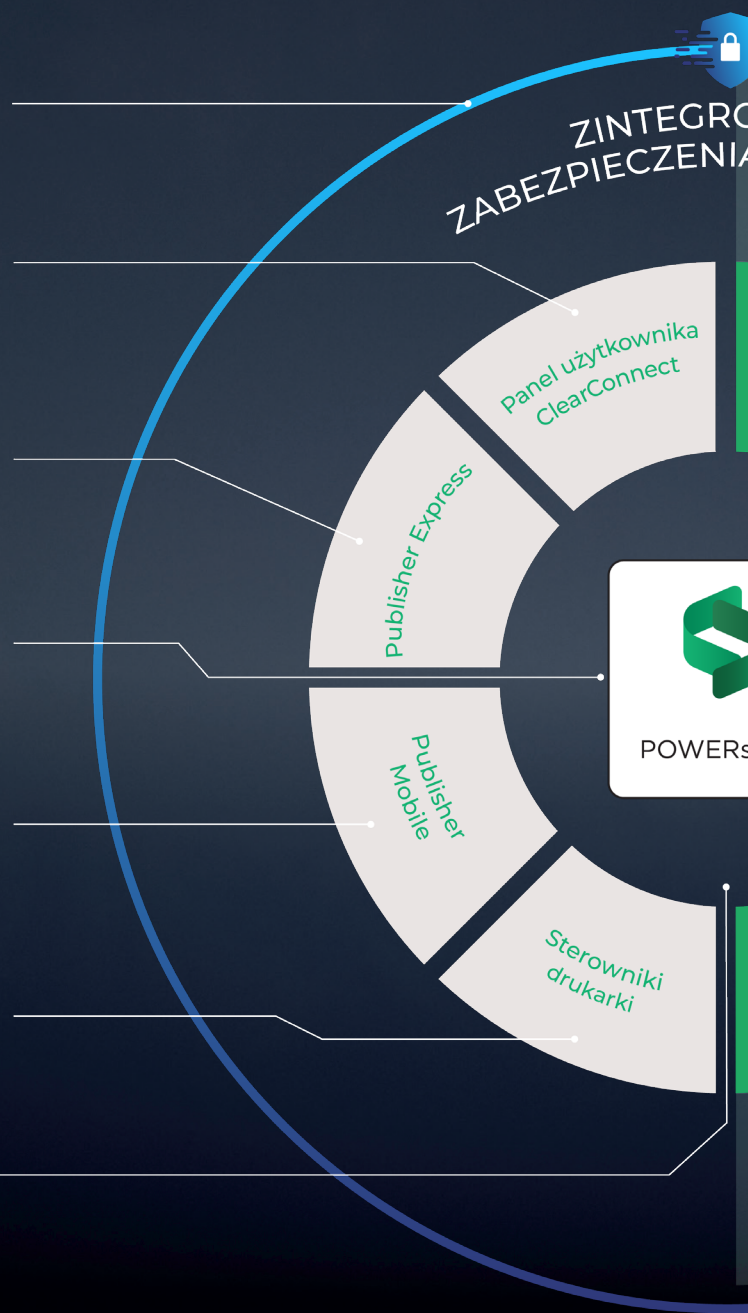 ZINTEGRO
ZABEZPIECZENIA
Panel użytkownika
ClearConnect
Publisher Express
POWERs
Publisher
Mobile
Sterowniki
drukarki